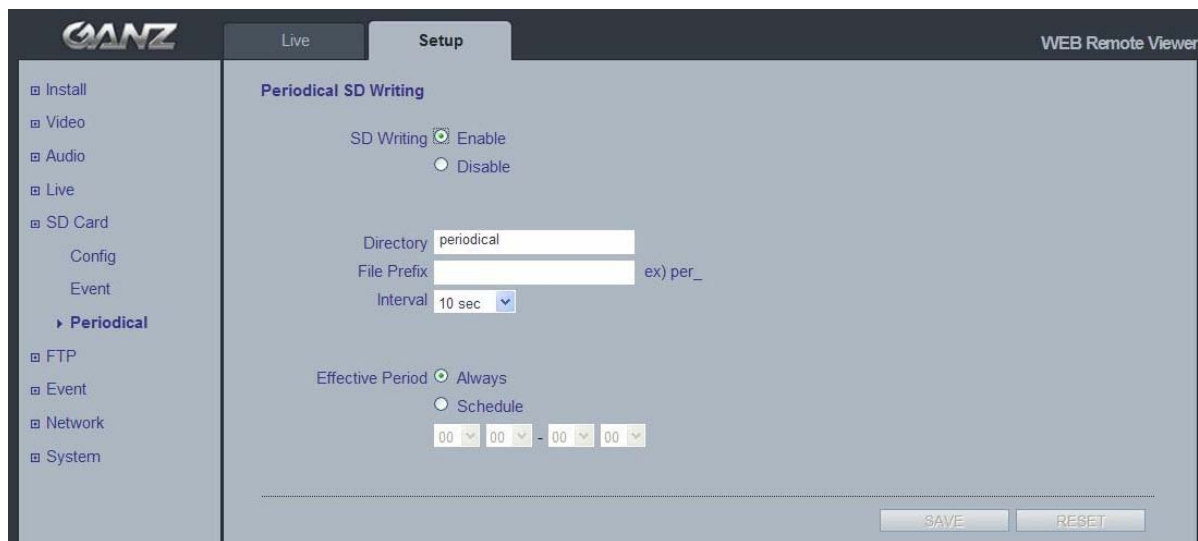 GANZ
Live
Setup
WEB Remote Viewer
Install
Video
Audio
Live
SD Card
Config
Event
Periodical
FTP
Event
Network
System
Periodical SD Writing
SD Writing Enable
Disable
Directory periodical
File Prefix ex) per_
Interval 10 sec
Effective Period Always
Schedule
00 00 - 00 00
SAVE RESET